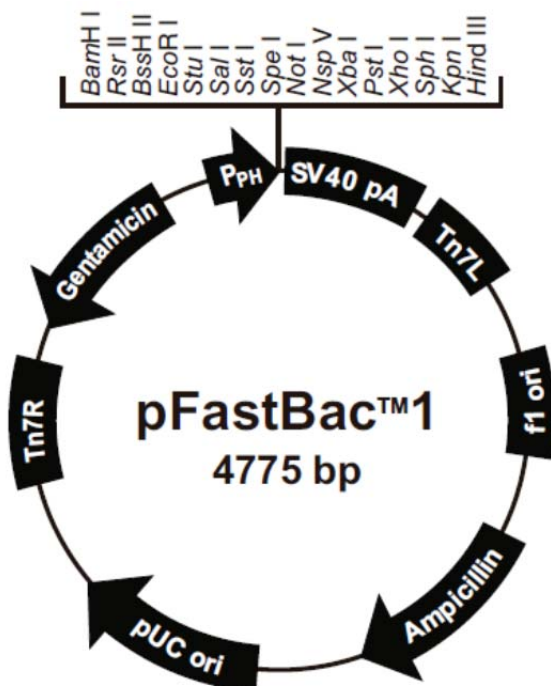 BamH I
Rsr II
BssH II
EcoR I
Stu I
Sal I
Sst I
Spe I
Not I
Nsp V
Xba I
Pst I
Xho I
Sph I
Kpn I
Hind III
PPH
SV40 pA
Tn7L
f1 ori
Ampicillin
pUC ori
Tn7R
Gentamicin
pFastBac™1
4775 bp